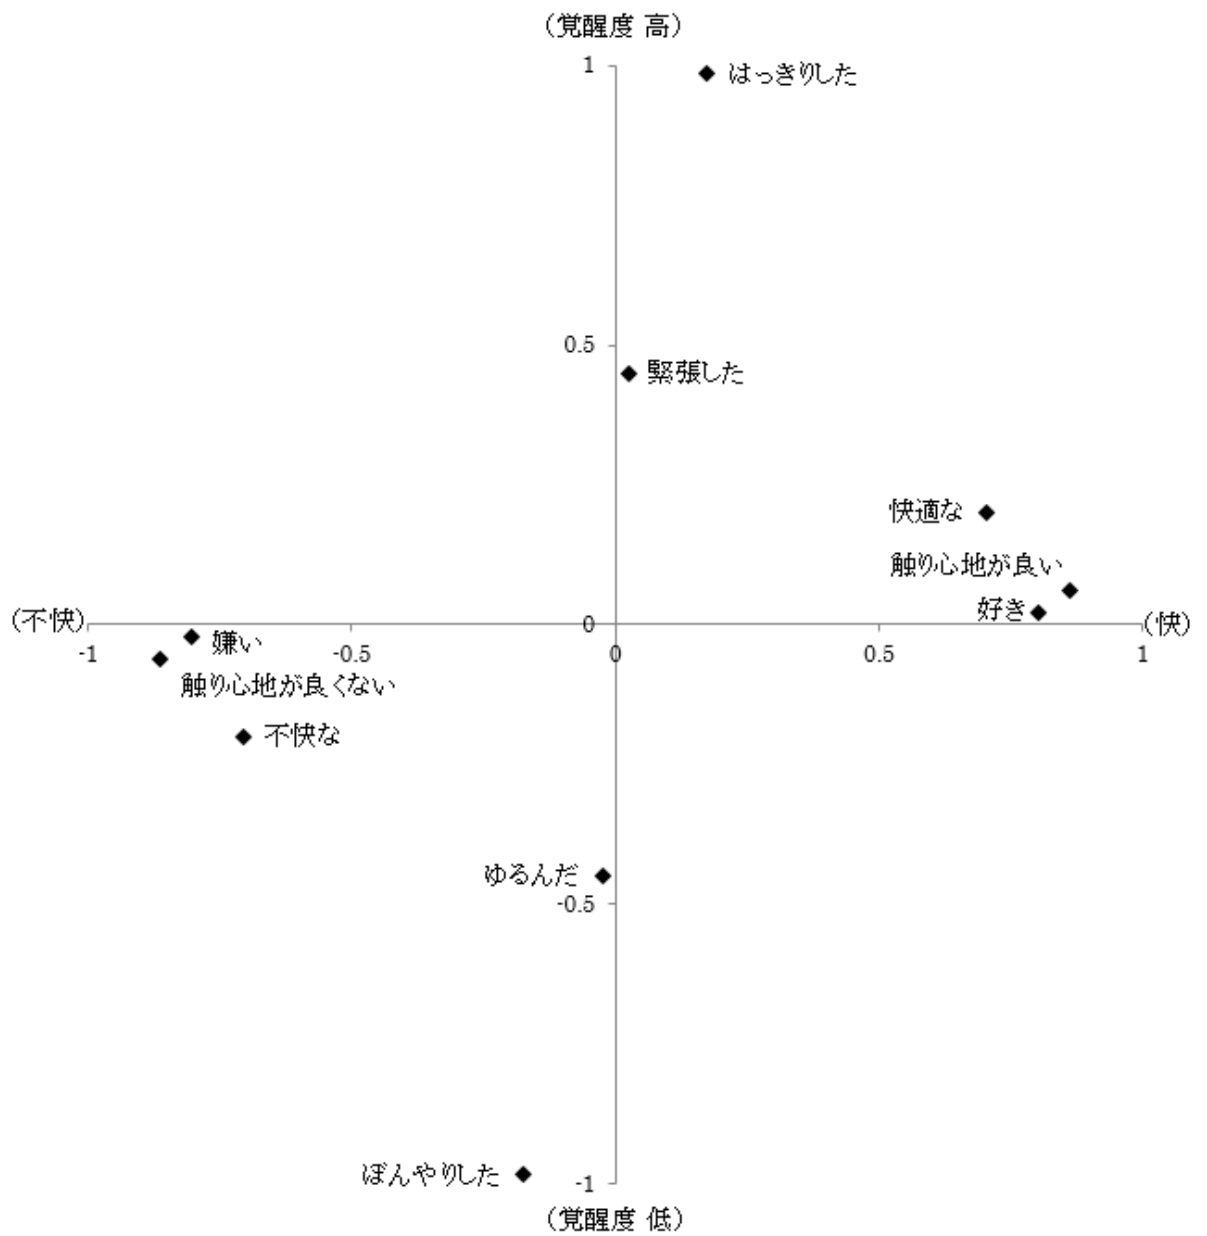 (覚醒度 高)
1
はっきりした
0.5
緊張した
快適な
触り心地が良い
好き
(不快)
0
(快)
嫌い
-1
-0.5
0
0.5
1
触り心地が良くない
不快な
ゆるんだ
-0.5
ぼんやりした
-1
(覚醒度 低)